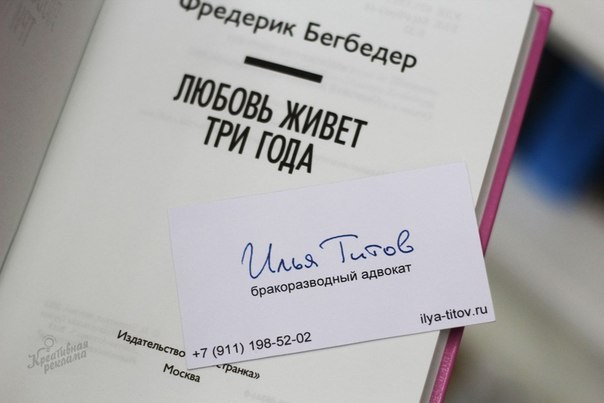 Фредерик Бегбедер
ЛЮБОВЬ ЖИВЕТ
ТРИ ГОДА
Илья Титов
бракоразводный адвокат
ilya-titov.ru
+7 (911) 198-52-02
Издательство странка»
Москва
Креативная
реклама